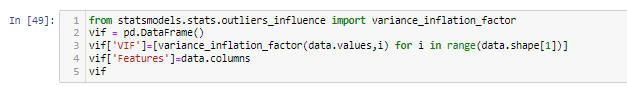 In [49]:
1 from statsmodels.stats.outliers_influence import variance_inflation_factor
2 vif = pd.DataFrame()
3 vif['VIF']=[variance_inflation_factor(data.values,i) for i in range(data.shape[1])]
4 vif['Features']=data.columns
5 vif